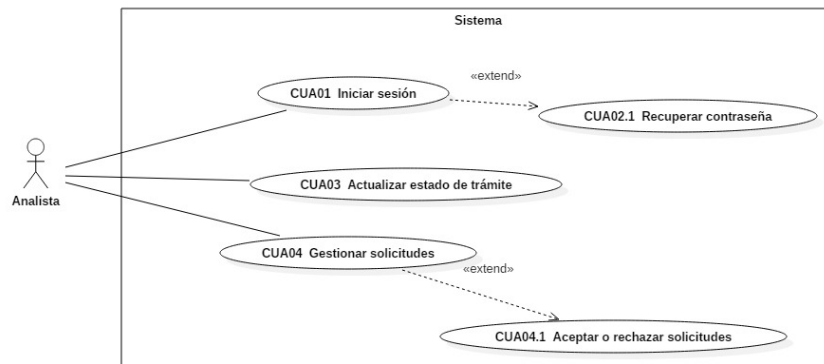 Sistema
«extend»
CUA01 Iniciar sesión
CUA02.1 Recuperar contraseña
CUA03 Actualizar estado de trámite
Analista
CUA04 Gestionar solicitudes
«extend»
CUA04.1 Aceptar o rechazar solicitudes